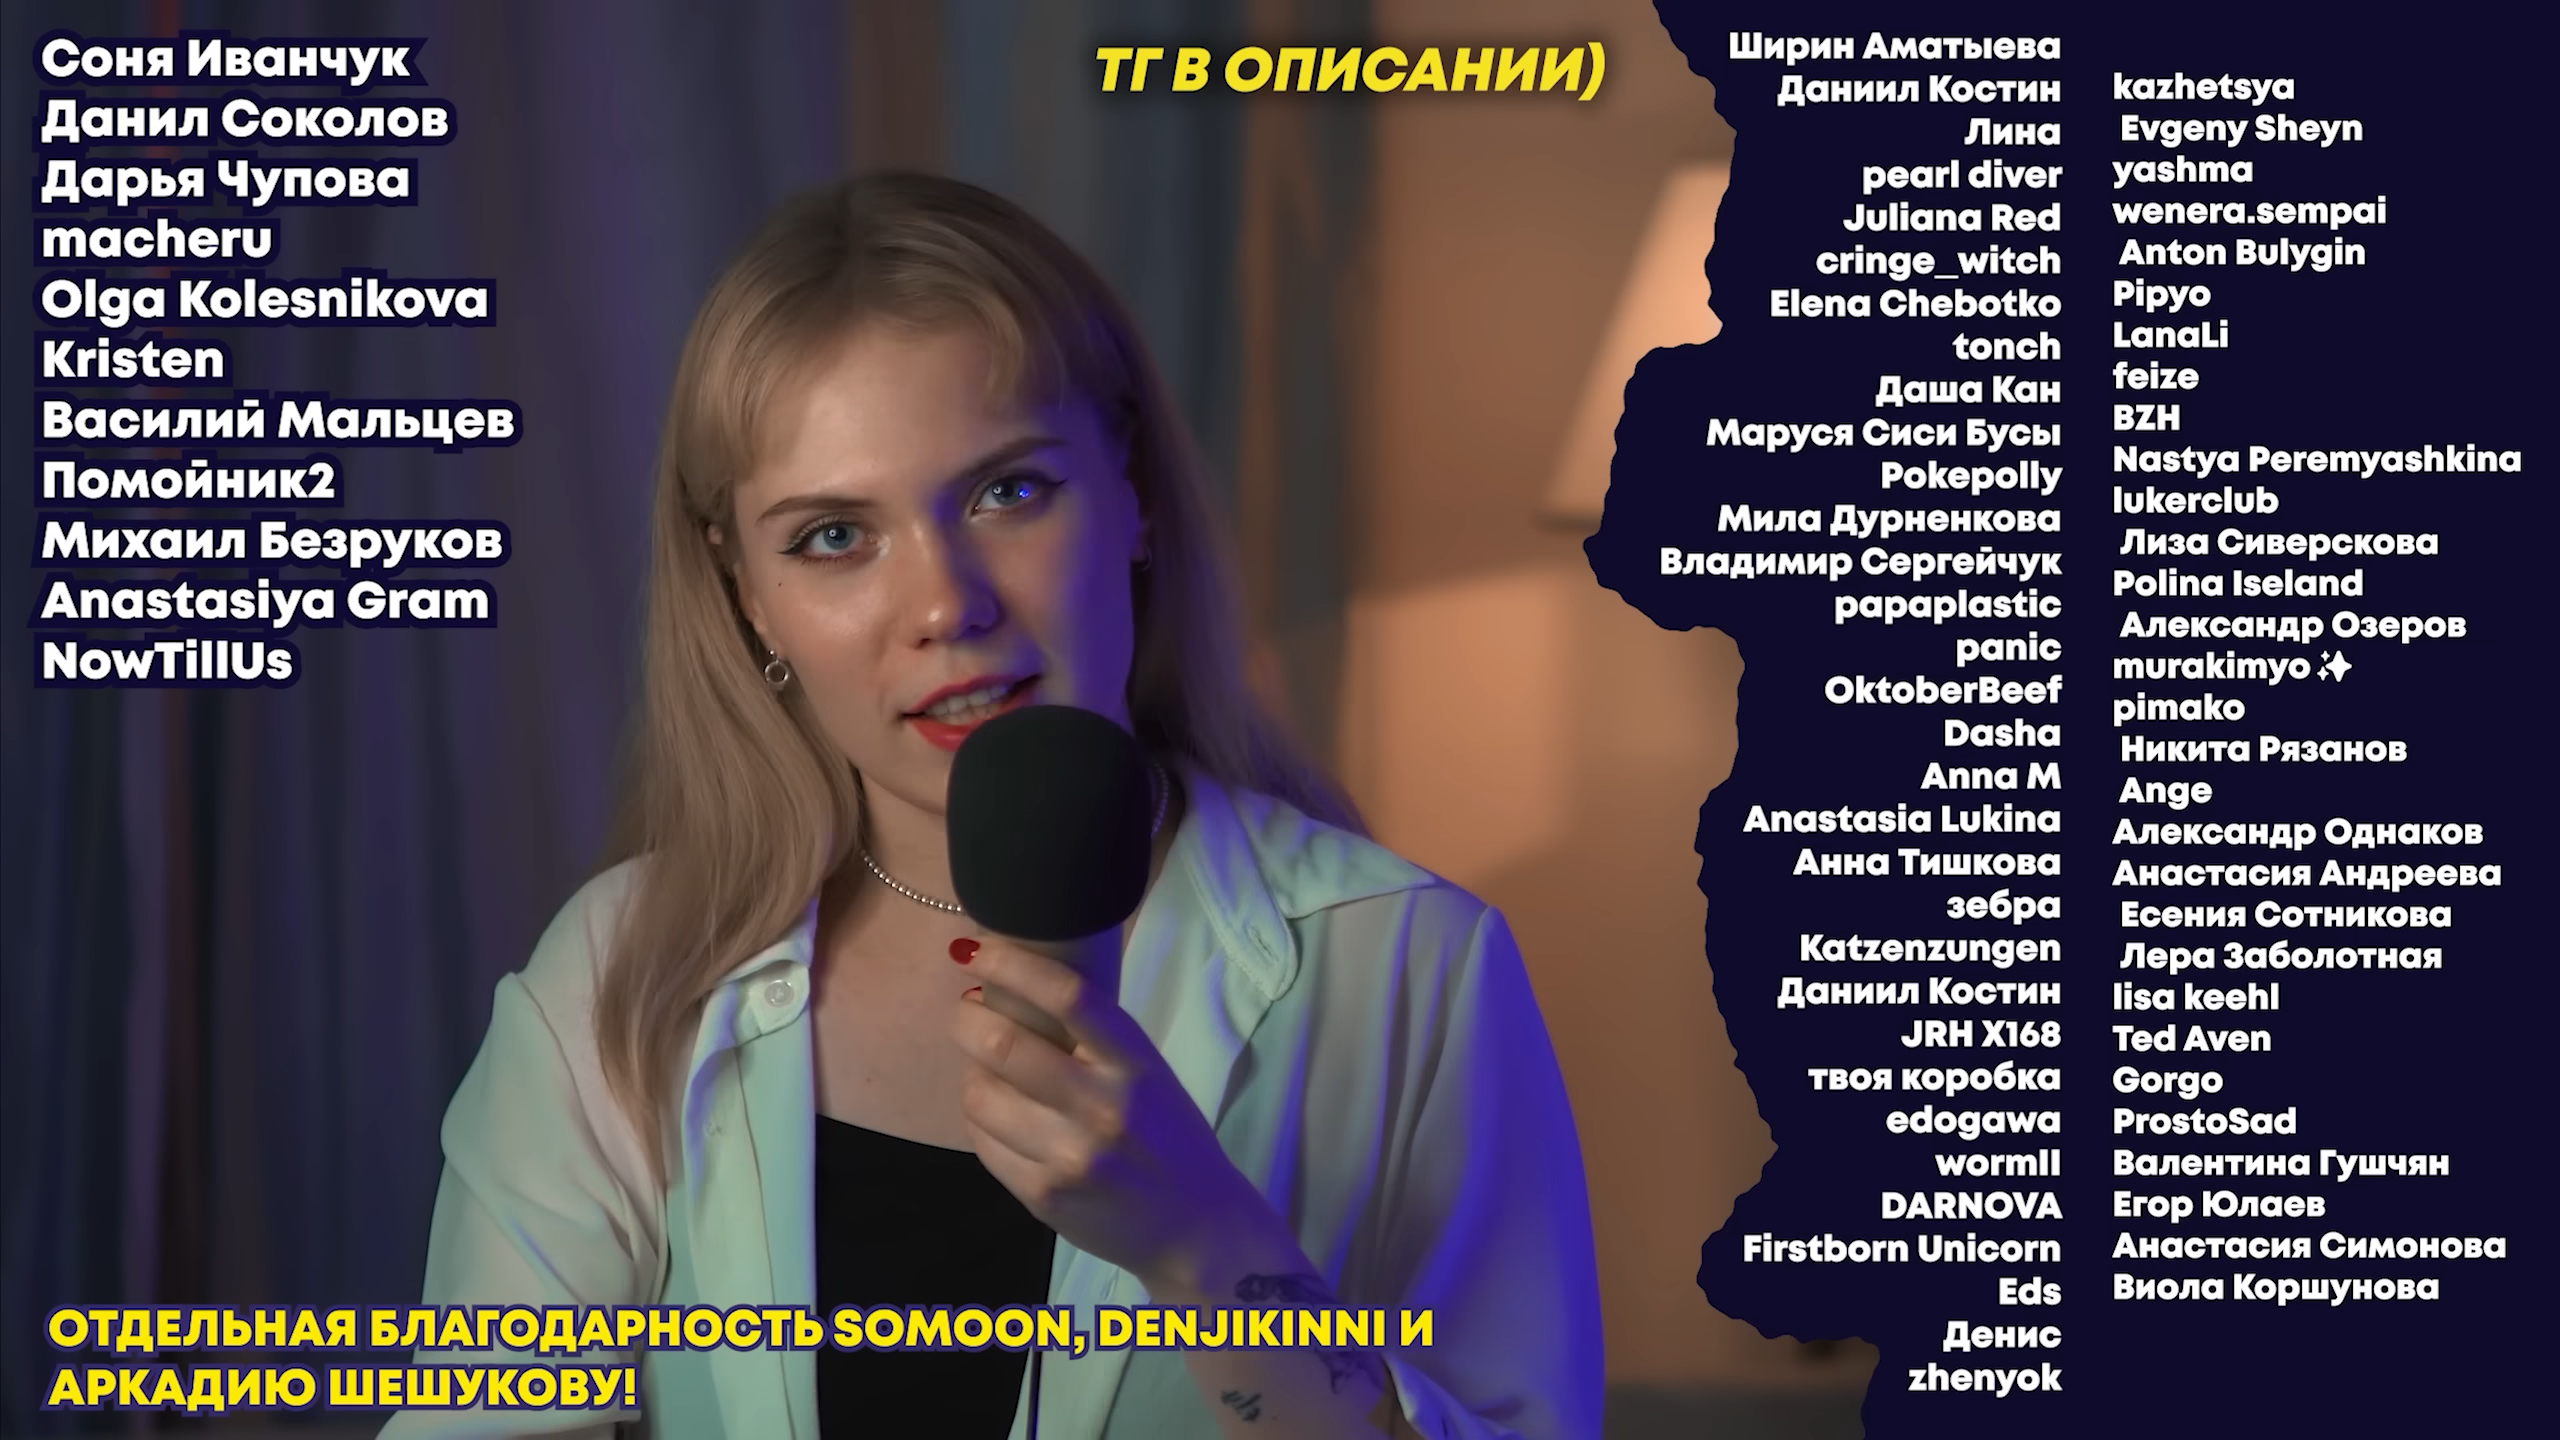 Соня Иванчук
Данил Соколов
Дарья Чупова
macheru
Olga Kolesnikova
Kristen
Василий Мальцев
Помойник2
Михаил Безруков
Anastasiya Gram
NowTillUs
ТГ В ОПИСАНИИ)
Ширин Аматыева
Даниил Костин
Лина
pearl diver
Juliana Red
cringe_witch
Elena Chebotko
tonch
Даша Кан
Маруся Сиси Бусы
Pokepolly
Мила Дурненкова
Владимир Сергейчук
papaplastic
panic
OktoberBeef
Dasha
Anna M
Anastasia Lukina
Анна Тишкова
зебра
Katzenzungen
Даниил Костин
JRH X168
твоя коробка
edogawa
wormll
DARNOVA
Firstborn Unicorn
Eds
Денис
zhenyok
kazhetsya
Evgeny Sheyn
yashma
wenera.sempai
Anton Bulygin
Pipyo
LanaLi
feize
BZH
Nastya Peremyashkina
lukerclub
Лиза Сиверскова
Polina Iseland
Александр Озеров
murakimyo✨
pimako
Никита Рязанов
Ange
Александр Однаков
Анастасия Андреева
Есения Сотникова
Лера Заболотная
lisa keehl
Ted Aven
Gorgo
ProstoSad
Валентина Гушчян
Егор Юлаев
Анастасия Симонова
Виола Коршунова
ОТДЕЛЬНАЯ БЛАГОДАРНОСТЬ SOMOON, DENJIKINNI И
АРКАДИЮ ШЕШУКОВУ!